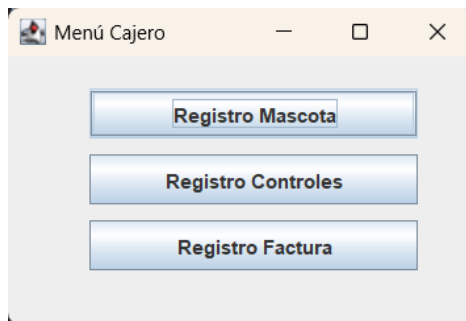 Menú Cajero
Registro Mascota
Registro Controles
Registro Factura